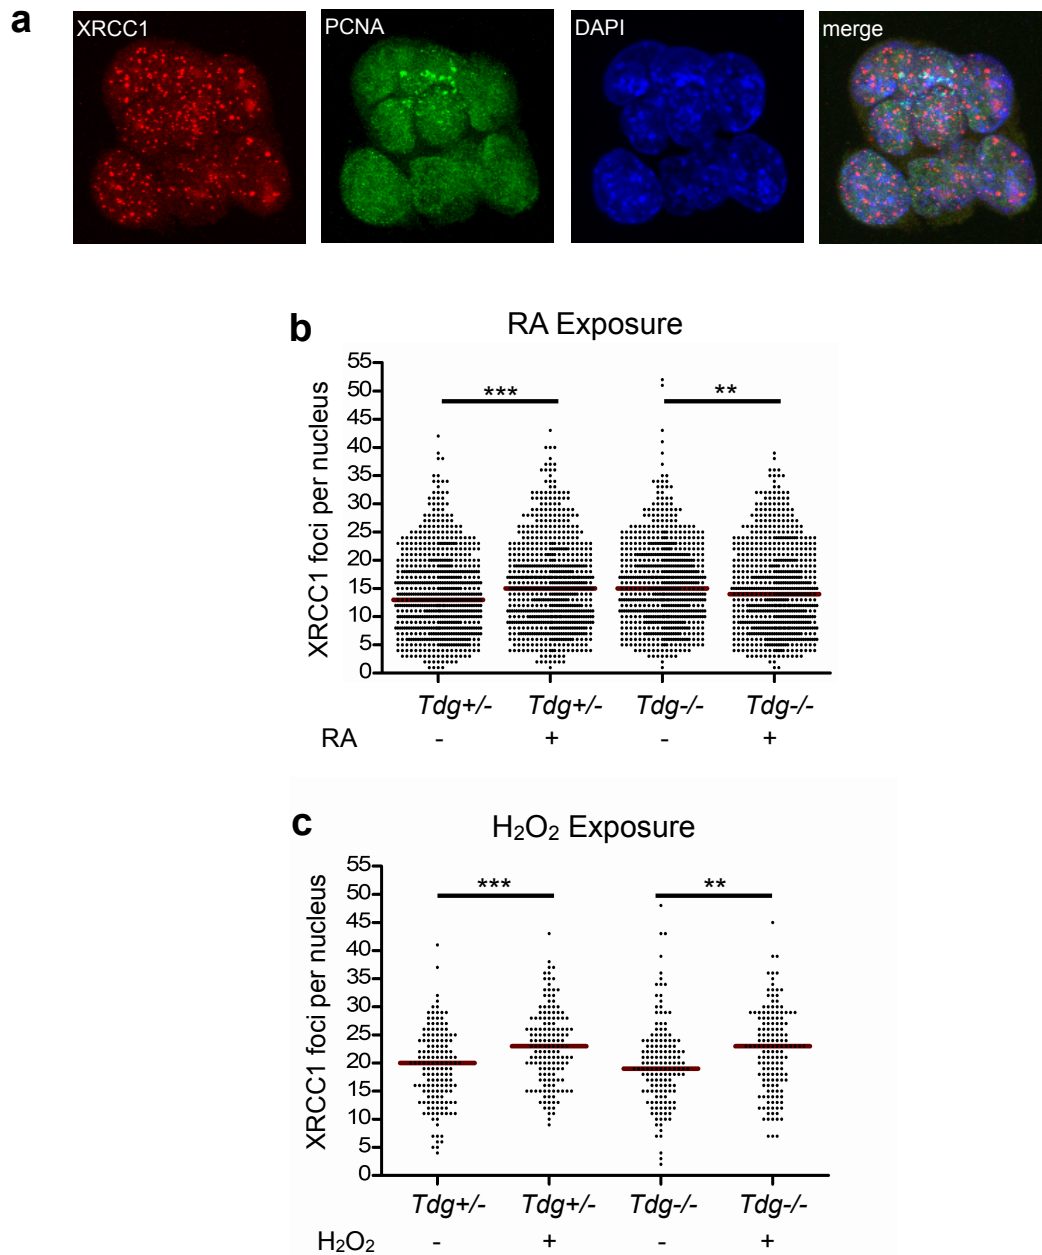 a
XRCC1 PCNA DAPI merge
b
RA Exposure
XRCC1 foci per nucleus
55
50
45
40
35
30
25
20
15
10
5
0
*** **
Tdg+/- Tdg+/- Tdg-/- Tdg-/-
RA - + - +
c
H₂O₂ Exposure
XRCC1 foci per nucleus
55
50
45
40
35
30
25
20
15
10
5
0
*** **
Tdg+/- Tdg+/- Tdg-/- Tdg-/-
H₂O₂ - + - +